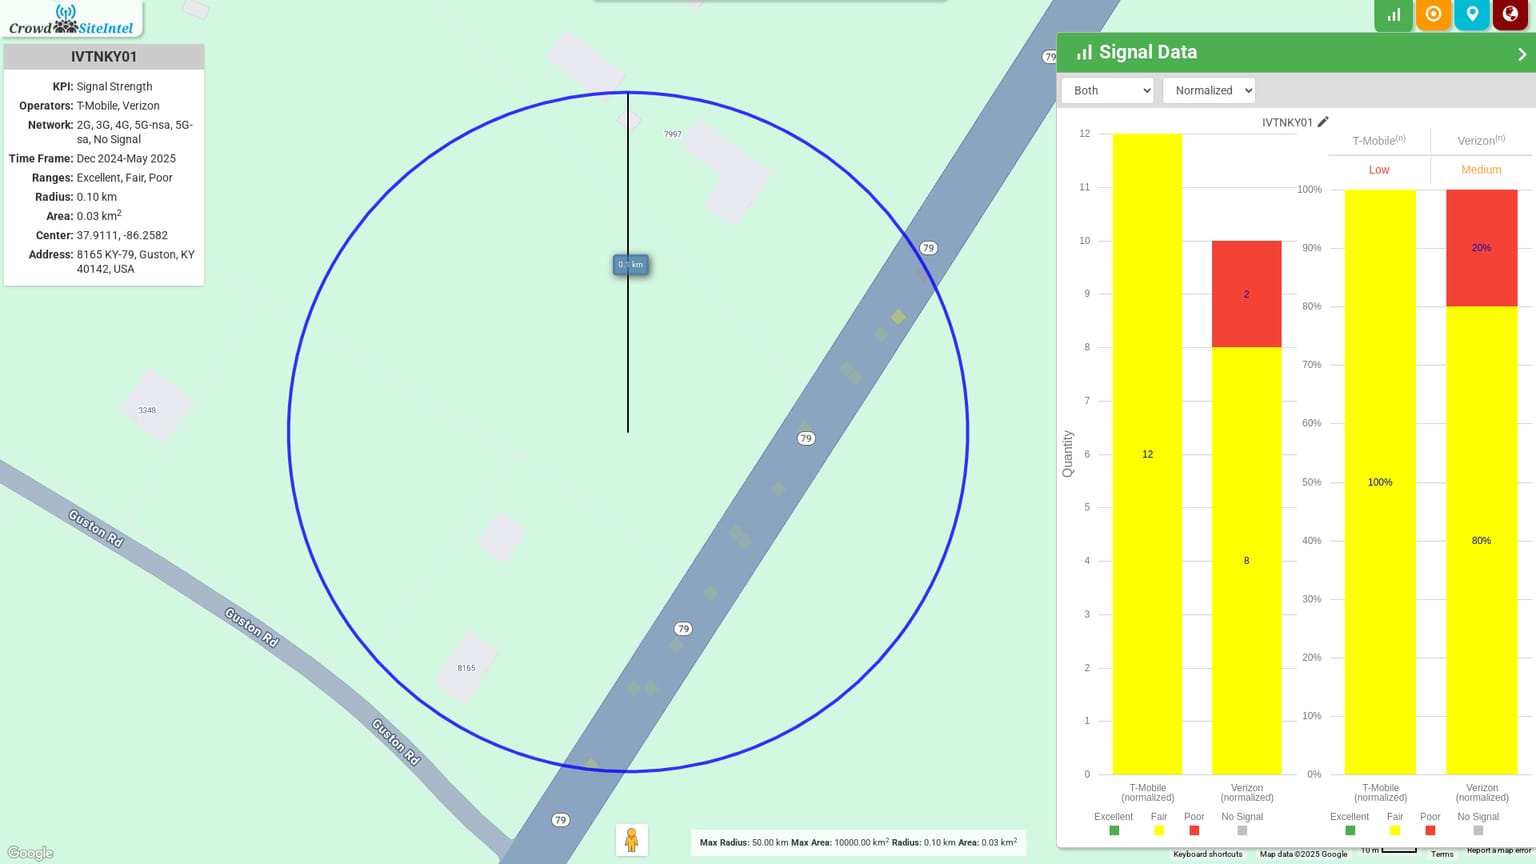 Crowd SiteIntel
IVTNKY01
KPI: Signal Strength
Operators: T-Mobile, Verizon
Network: 2G, 3G, 4G, 5G-nsa, 5G-
sa, No Signal
Time Frame: Dec 2024-May 2025
Ranges: Excellent, Fair, Poor
Radius: 0.10 km
Area: 0.03 km²
Center: 37.9111, -86.2582
Address: 8165 KY-79, Guston, KY
40142, USA
79
7997
79
0.1 km
3348
79
Guston Rd
Guston Rd
79
8165
Guston Rd
79
Google
Max Radius: 50.00 km Max Area: 10000.00 km² Radius: 0.10 km Area: 0.03 km²
Signal Data
Both Normalized
IVTNKY01
T-Mobile(n) Verizon(n)
Low Medium
Quantity
12
11
10
9
8
7
6
5
4
3
2
1
0
12
2
8
T-Mobile
(normalized)
Verizon
(normalized)
Excellent Fair Poor No Signal
100%
90%
80%
70%
60%
50%
40%
30%
20%
10%
0%
100%
20%
80%
T-Mobile
(normalized)
Verizon
(normalized)
Excellent Fair Poor No Signal
Keyboard shortcuts Map data ©2025 Google 10 m Terms Report a map error